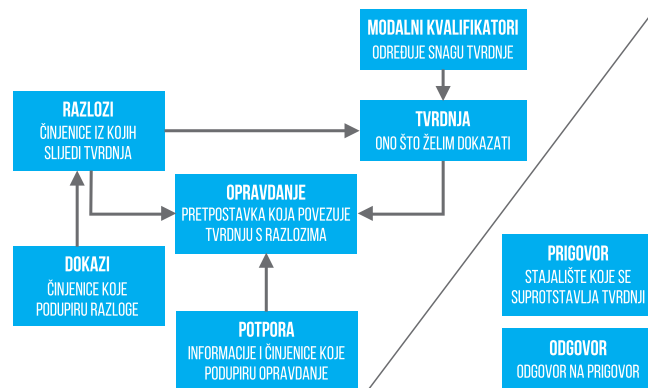 MODALNI KVALIFIKATORI
ODREĐUJE SNAGU TVRDNJE
RAZLOZI
ČINJENICE IZ KOJIH
SLIJEDI TVRDNJA
TVRDNJA
ONO ŠTO ŽELIM DOKAZATI
OPRAVDANJE
PRETPOSTAVKA KOJA POVEZUJE
TVRDNJU S RAZLOZIMA
DOKAZI
ČINJENICE KOJE
PODUPIRU RAZLOGE
PRIGOVOR
STAJALIŠTE KOJE SE
SUPROTSTAVLJA TVRDNJI
POTPORA
INFORMACIJE I ČINJENICE KOJE
PODUPIRU OPRAVDANJE
ODGOVOR
ODGOVOR NA PRIGOVOR